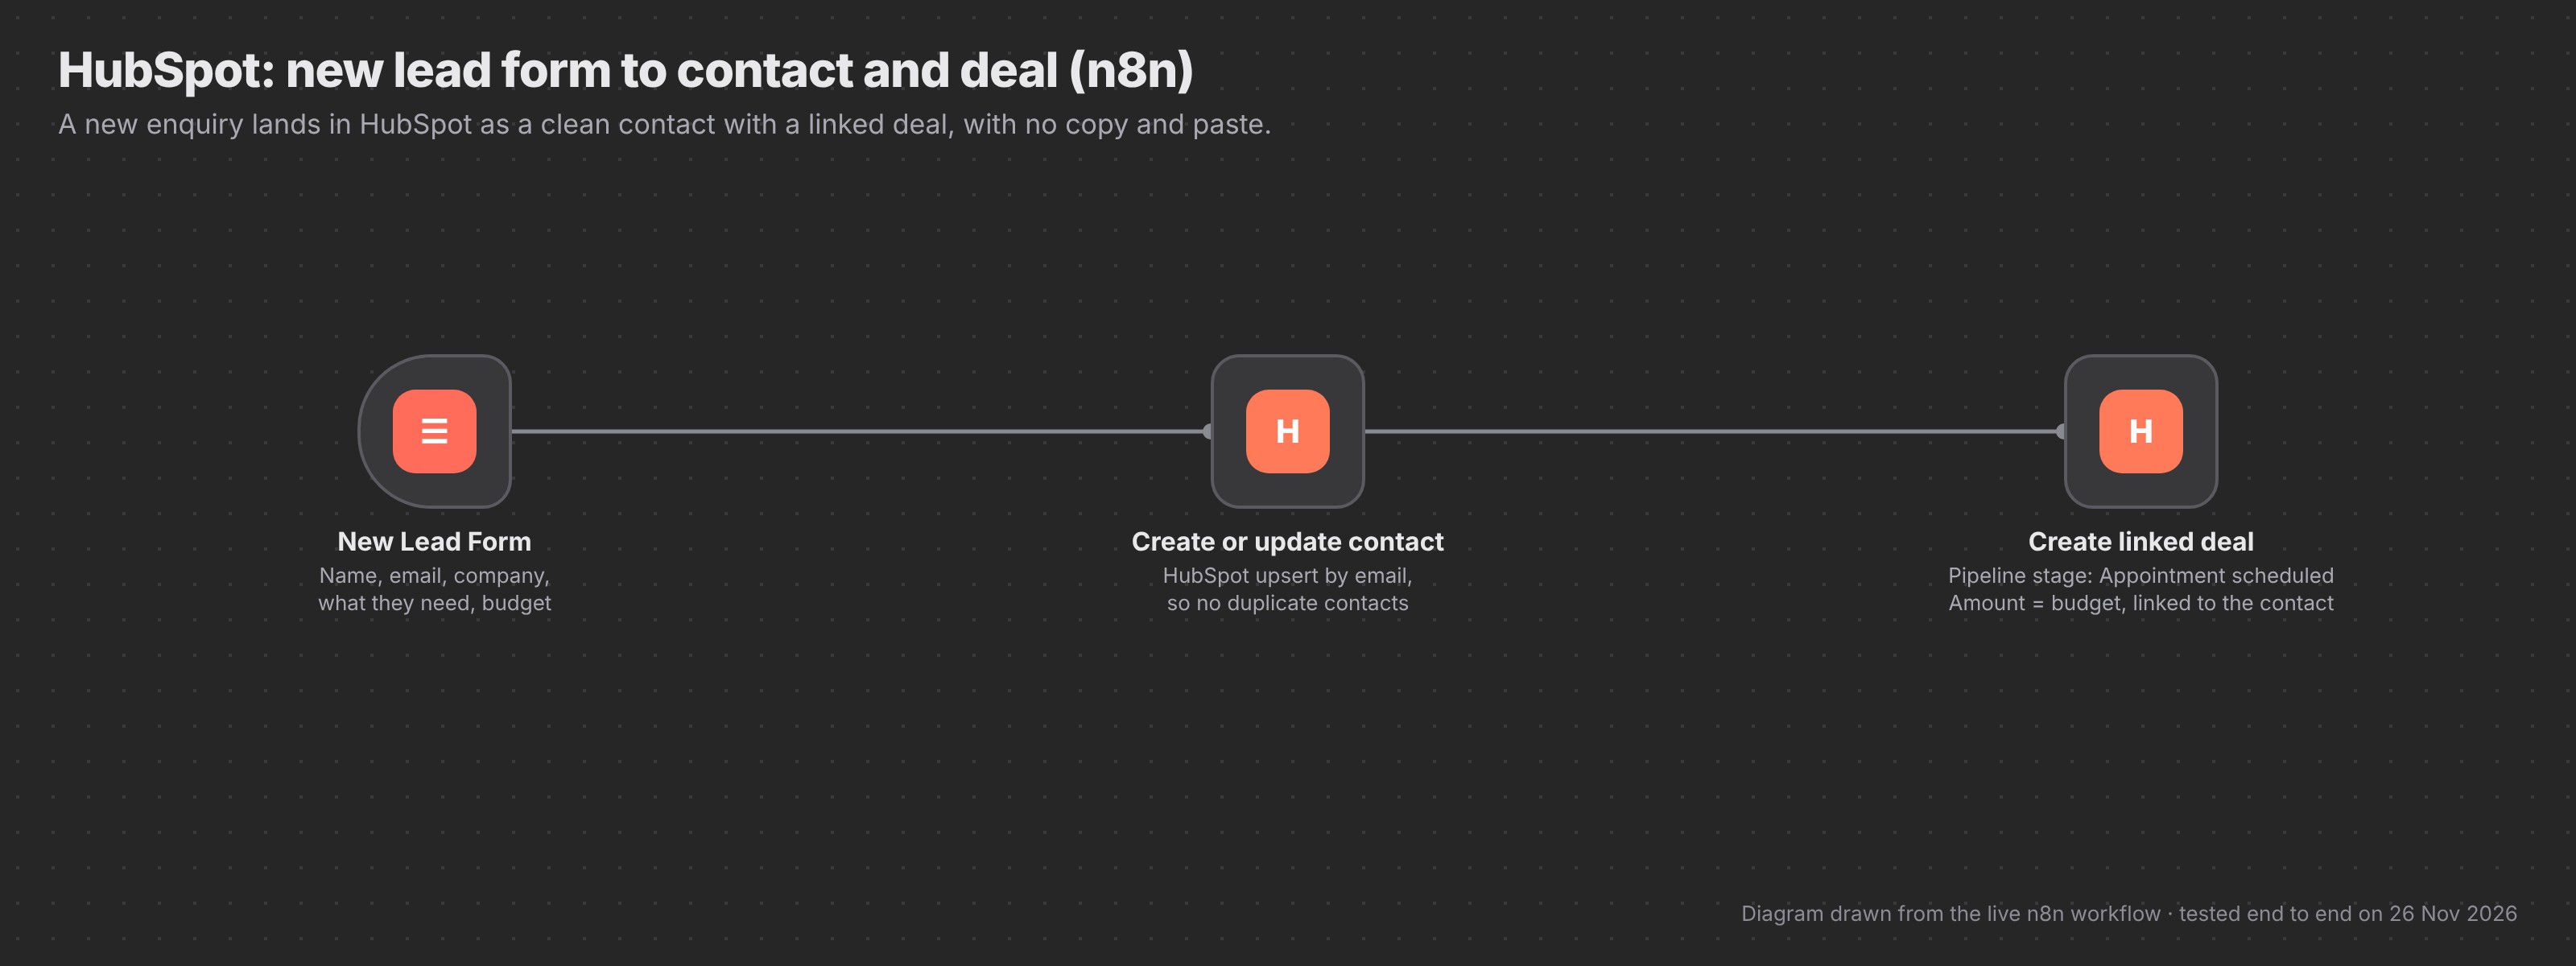 HubSpot: new lead form to contact and deal (n8n)
A new enquiry lands in HubSpot as a clean contact with a linked deal, with no copy and paste.
H
H
New Lead Form
Name, email, company,
what they need, budget
Create or update contact
HubSpot upsert by email,
so no duplicate contacts
Create linked deal
Pipeline stage: Appointment scheduled
Amount = budget, linked to the contact
Diagram drawn from the live n8n workflow · tested end to end on 26 Nov 2026